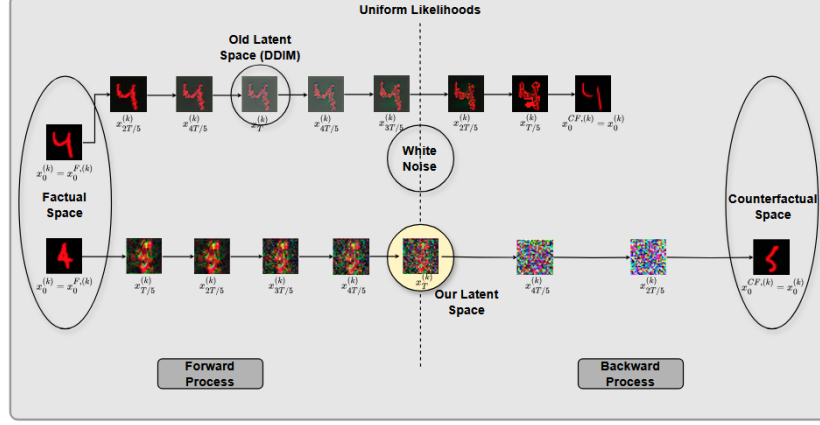 Uniform Likelihoods
Old Latent
Space (DDIM)
x_{2T/5}^{(k)}
x_{4T/5}^{(k)}
x_T^{(k)}
x_{4T/5}^{(k)}
x_{3T/5}^{(k)}
x_{2T/5}^{(k)}
x_{T/5}^{(k)}
x_0^{CF,(k)} = x_0^{(k)}
x_0^{(k)} = x_0^{F,(k)}
White
Noise
Factual
Space
Counterfactual
Space
x_0^{(k)} = x_0^{F,(k)}
x_{T/5}^{(k)}
x_{2T/5}^{(k)}
x_{3T/5}^{(k)}
x_{4T/5}^{(k)}
x_T^{(k)}
x_{4T/5}^{(k)}
x_{2T/5}^{(k)}
x_0^{CF,(k)} = x_0^{(k)}
Our Latent
Space
Forward
Process
Backward
Process